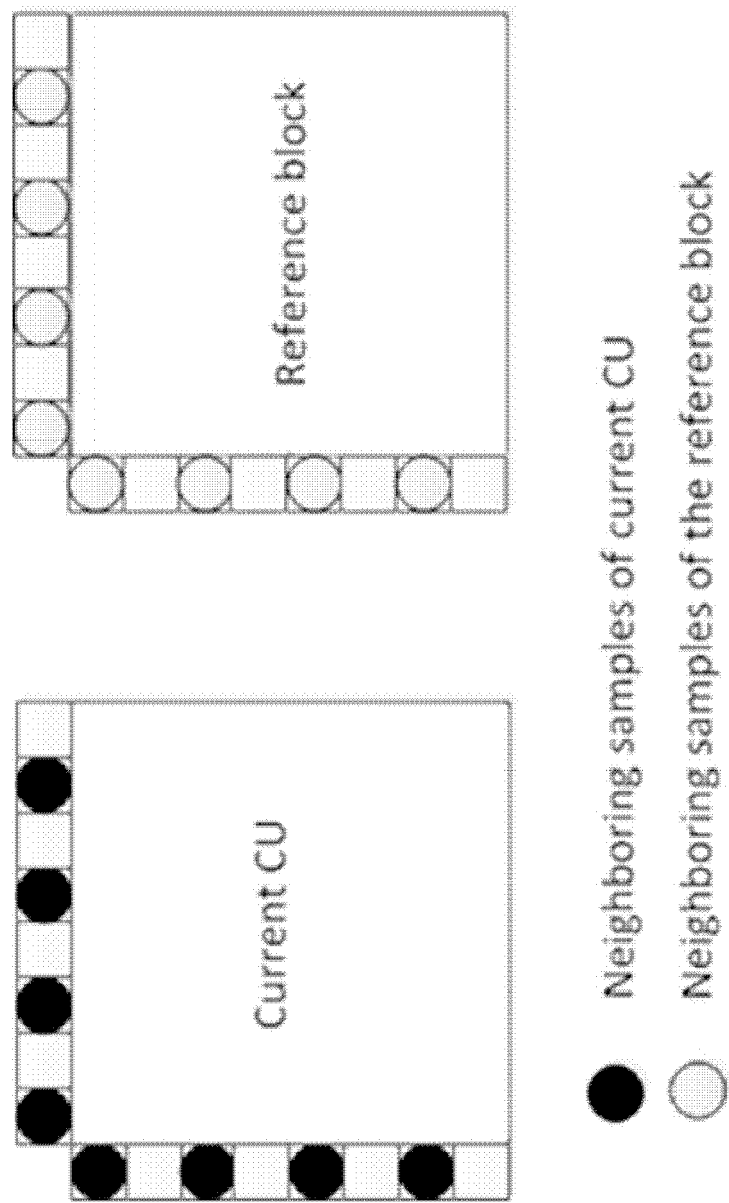 Current CU
Reference block
Neighboring samples of current CU
Neighboring samples of the reference block